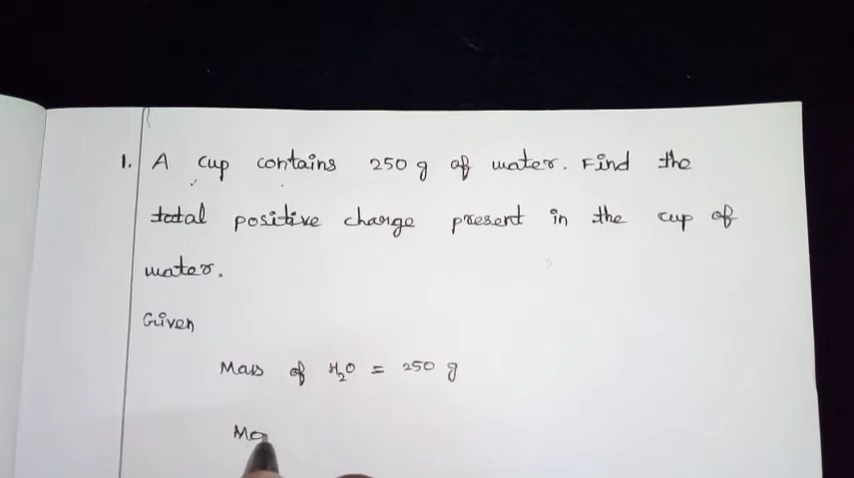 1. A cup contains 250 g of water. Find the
total positive charge present in the cup of
water.
Given
Mass of H₂O = 250 g
Mo